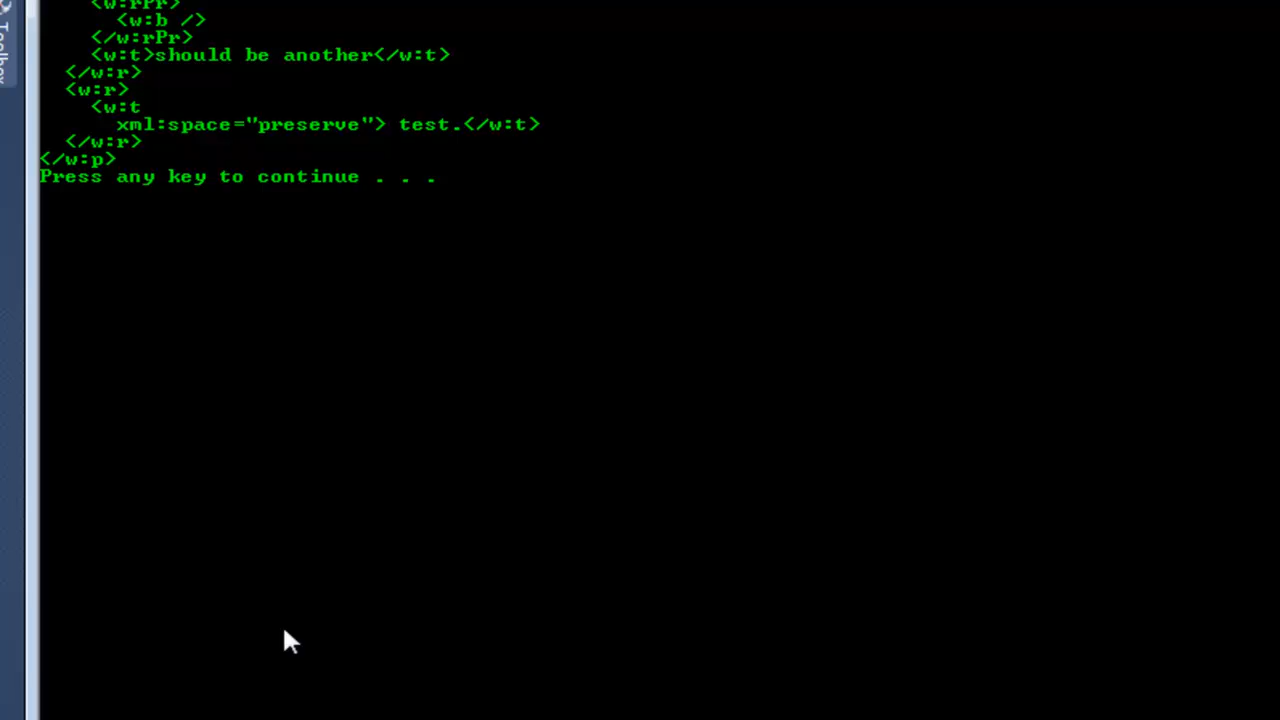 <w:rPr>
<w:b />
</w:rPr>
<w:t>should be another</w:t>
</w:r>
<w:r>
<w:t
xml:space="preserve"> test.</w:t>
</w:r>
</w:p>
Press any key to continue . . .
Toolbox